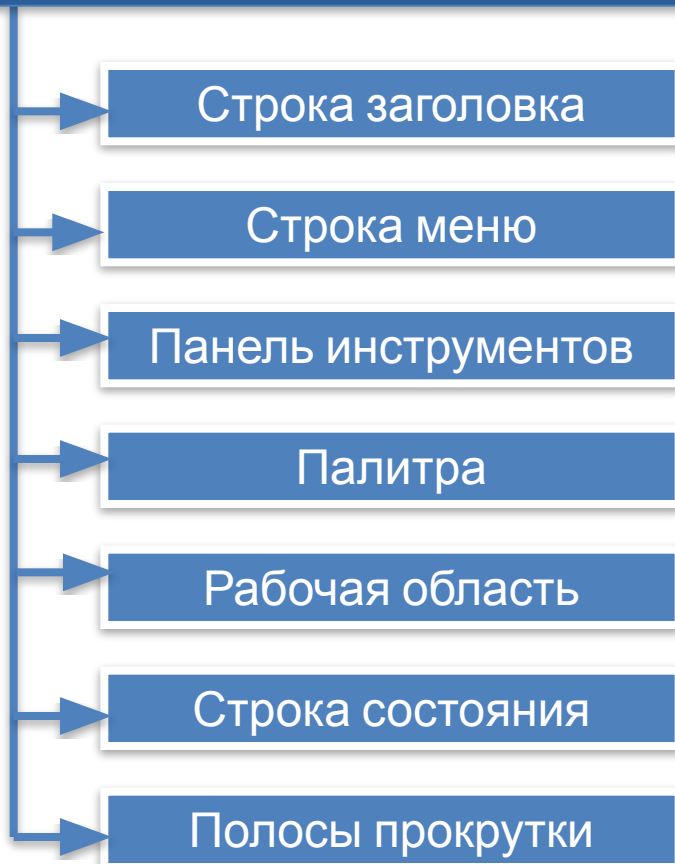 Строка заголовка
Строка меню
Панель инструментов
Палитра
Рабочая область
Строка состояния
Полосы прокрутки